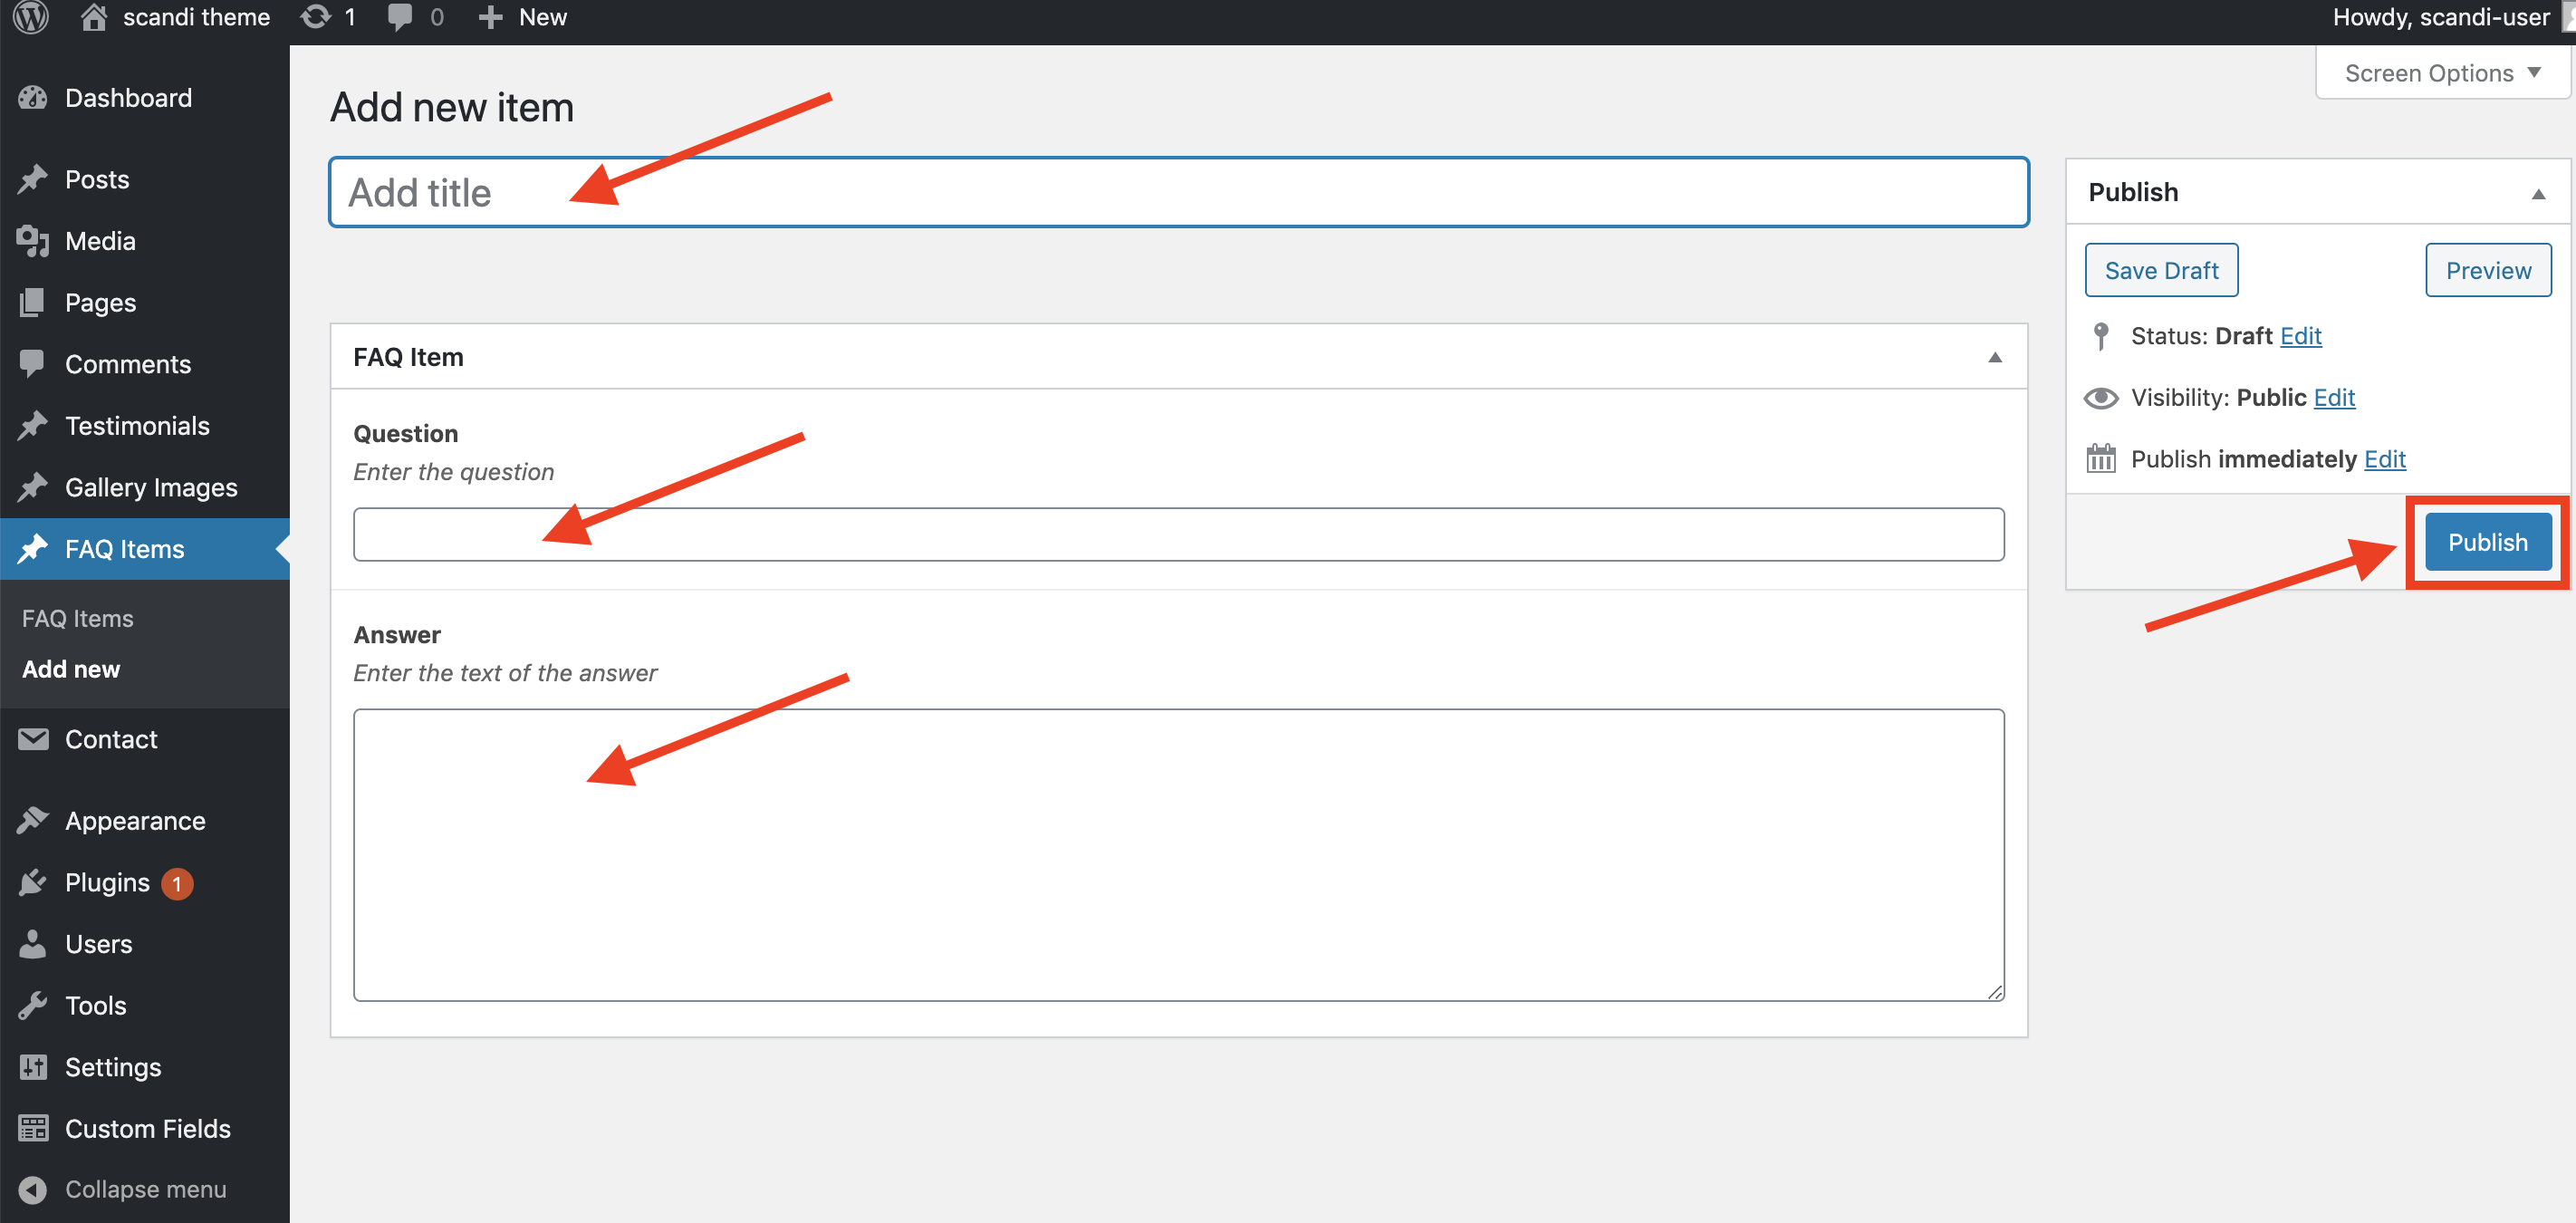 scandi theme 1 0 New Howdy, scandi-user
Screen Options
Dashboard
Posts
Media
Pages
Comments
Testimonials
Gallery Images
FAQ Items
FAQ Items
Add new
Contact
Appearance
Plugins 1
Users
Tools
Settings
Custom Fields
Collapse menu
Add new item
Add title
FAQ Item
Question
Enter the question
Answer
Enter the text of the answer
Publish
Save Draft Preview
Status: Draft Edit
Visibility: Public Edit
Publish immediately Edit
Publish